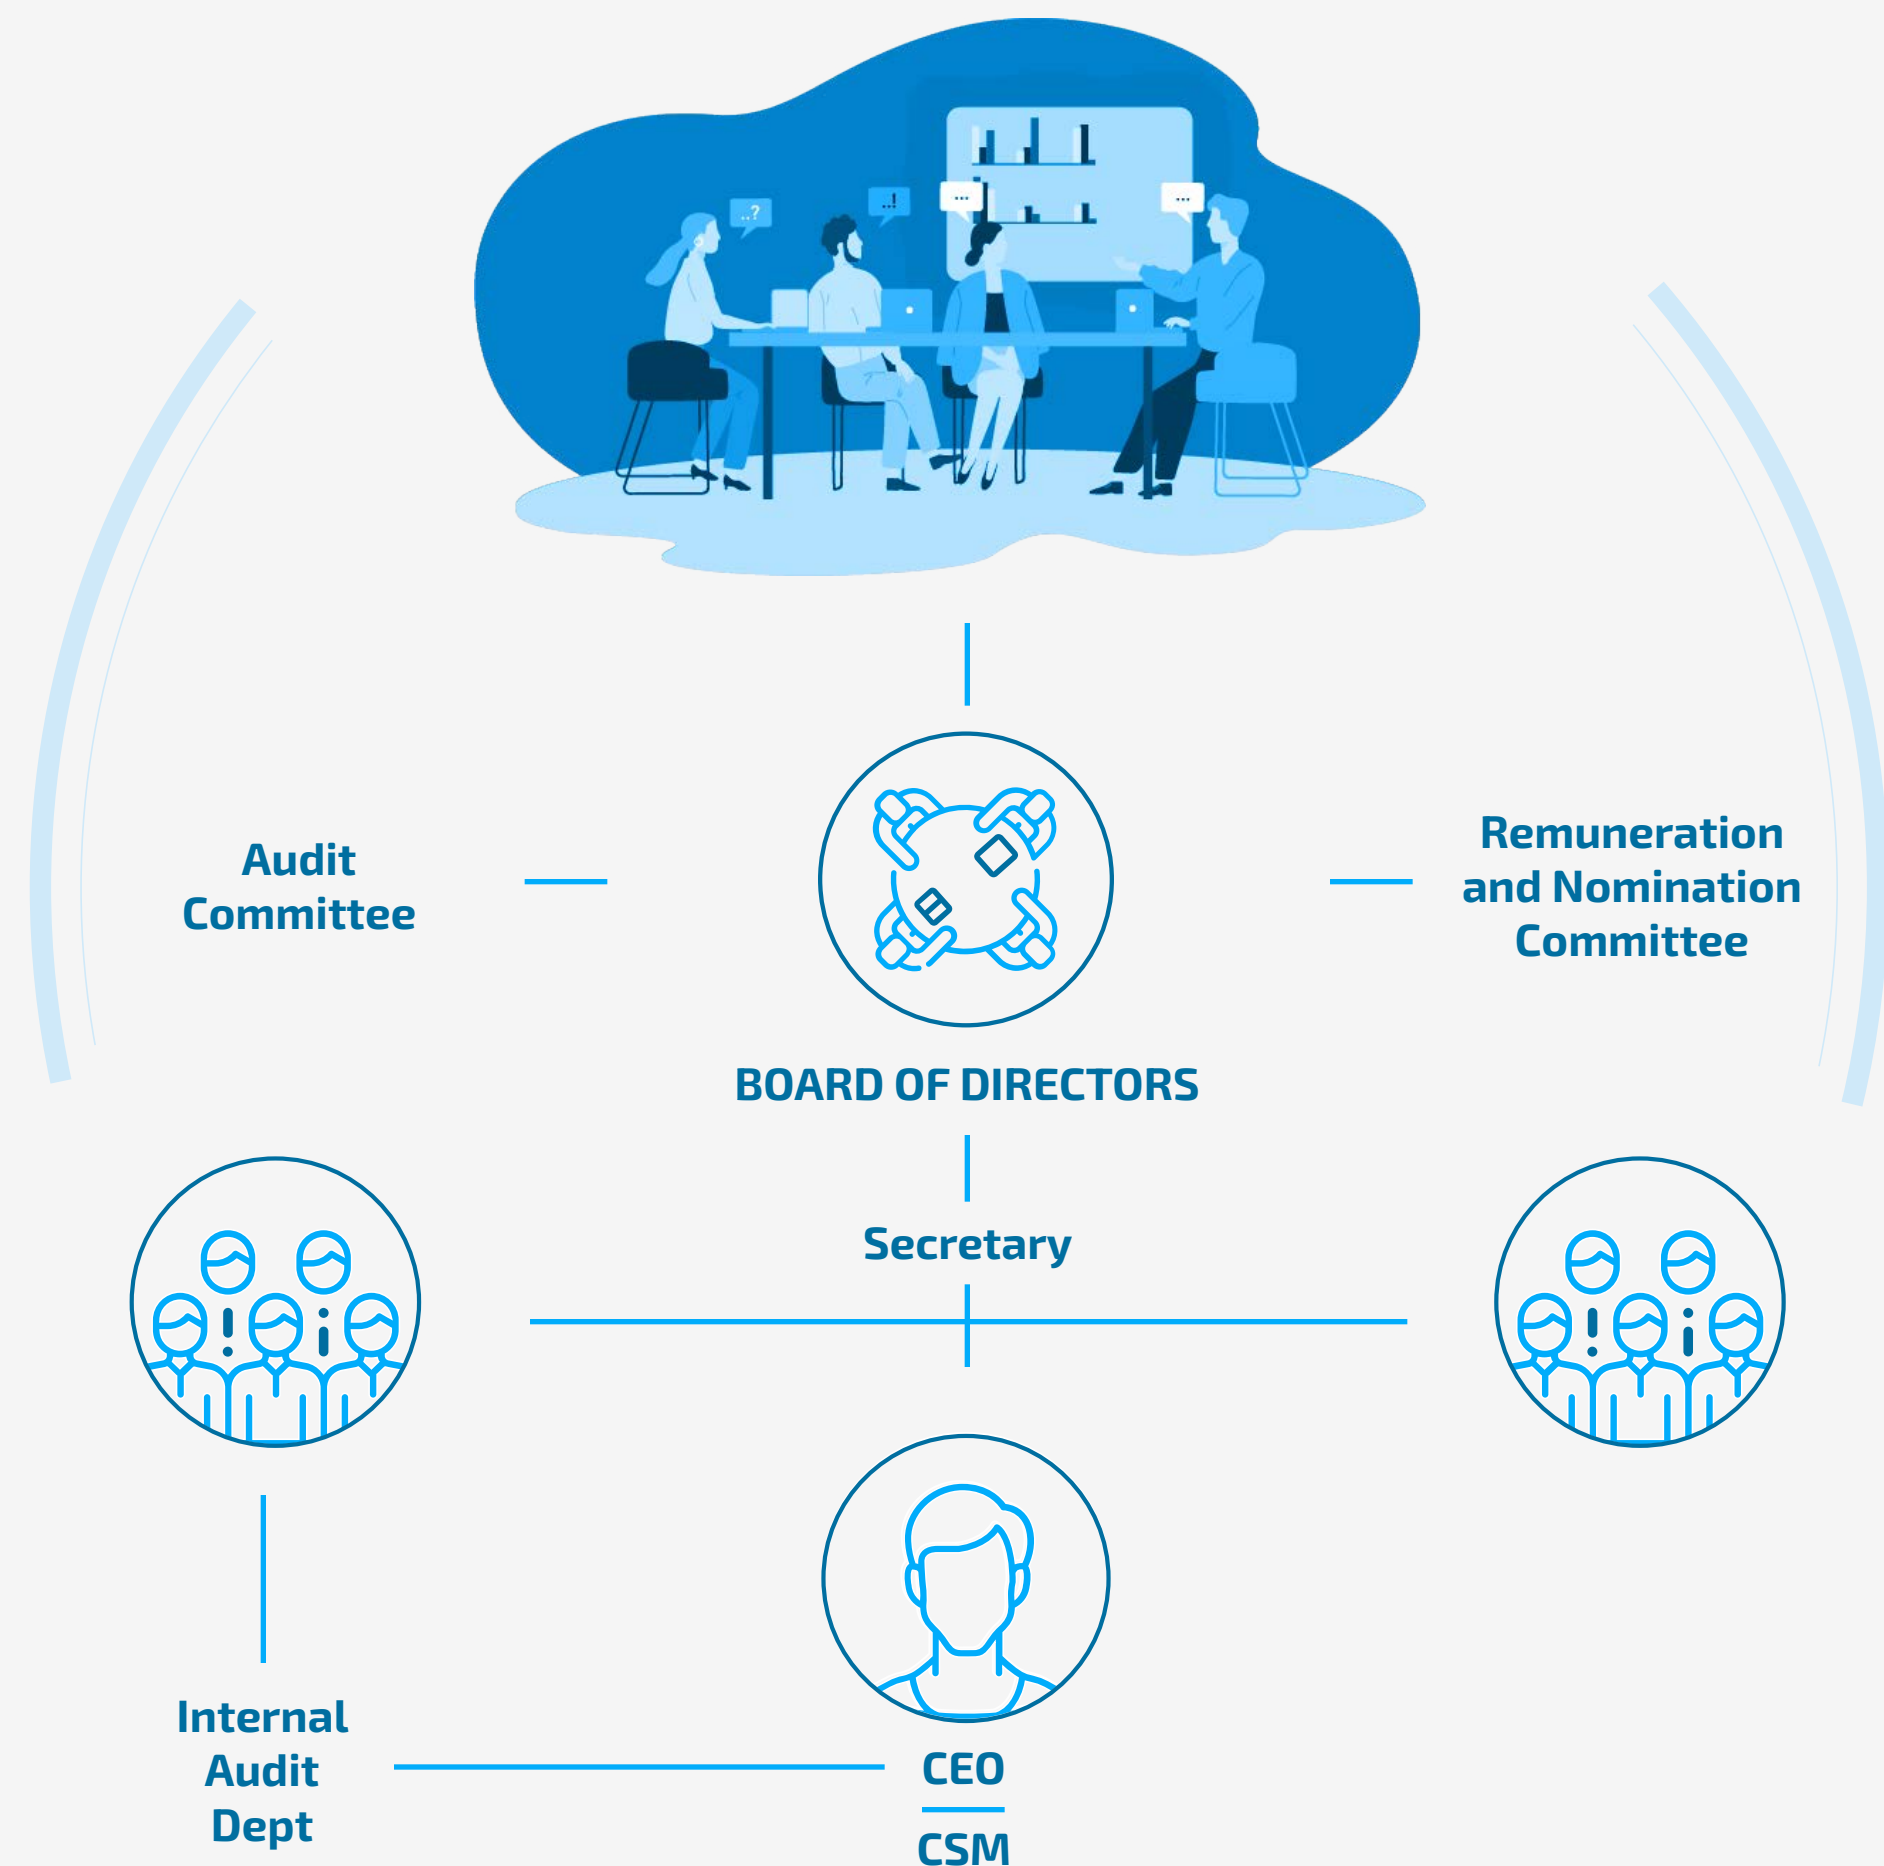 ..?
..!
...
...
Audit
Committee
Remuneration
and Nomination
Committee
BOARD OF DIRECTORS
Secretary
Internal
Audit
Dept
CEO
CSM